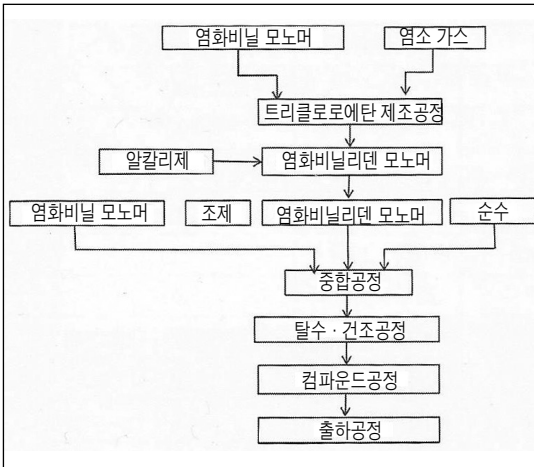 염화비닐 모노머
염소 가스
트리클로로에탄 제조공정
알칼리제
염화비닐리덴 모노머
염화비닐 모노머
조제
염화비닐리덴 모노머
순수
중합공정
탈수 · 건조공정
컴파운드공정
출하공정